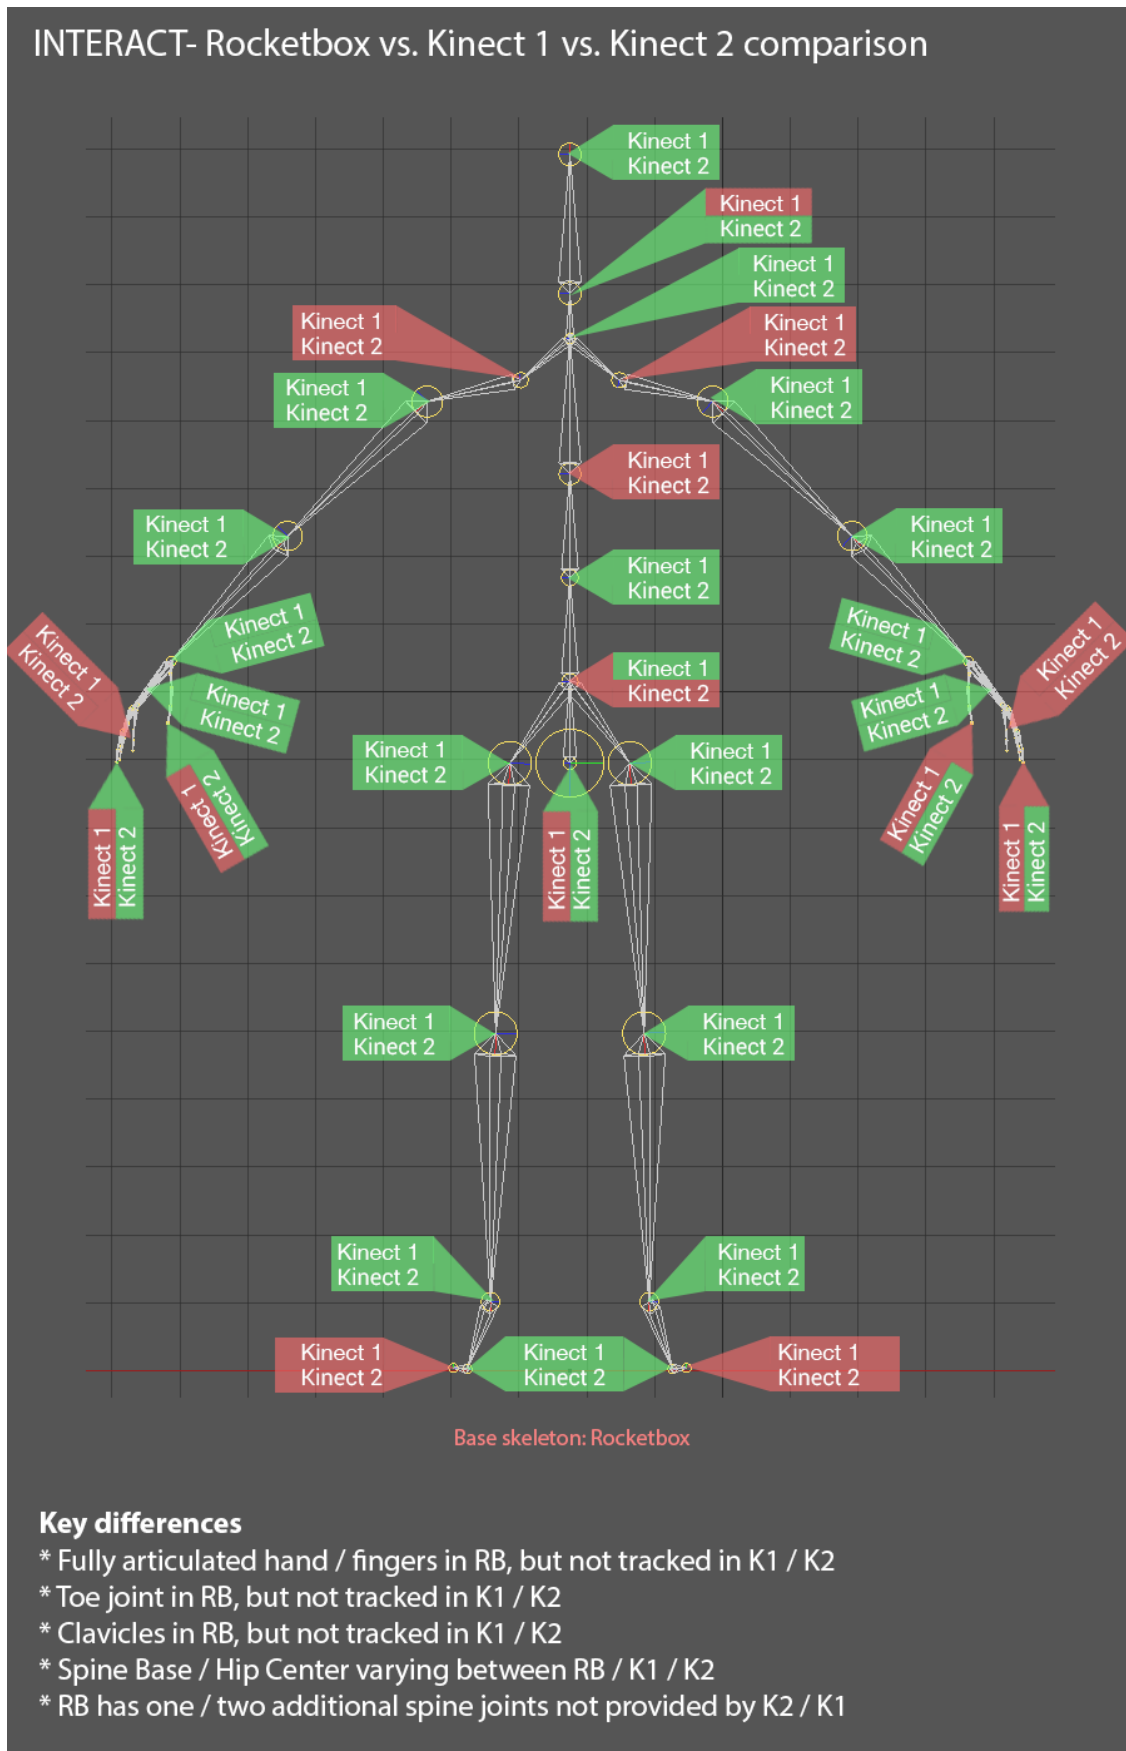 INTERACT- Rocketbox vs. Kinect 1 vs. Kinect 2 comparison
Kinect 1
Kinect 2
Kinect 1
Kinect 2
Kinect 1
Kinect 2
Kinect 1
Kinect 2
Kinect 1
Kinect 2
Kinect 1
Kinect 2
Kinect 1
Kinect 2
Kinect 1
Kinect 2
Kinect 1
Kinect 2
Kinect 1
Kinect 2
Kinect 1
Kinect 2
Kinect 1
Kinect 2
Kinect 1
Kinect 2
Kinect 1
Kinect 2
Kinect 1
Kinect 2
Kinect 1
Kinect 2
Kinect 1
Kinect 2
Kinect 1
Kinect 2
Kinect 1
Kinect 2
Kinect 1
Kinect 2
Kinect 1
Kinect 2
Kinect 1
Kinect 2
Kinect 1
Kinect 2
Kinect 1
Kinect 2
Kinect 1
Kinect 2
Kinect 1
Kinect 2
Kinect 1
Kinect 2
Kinect 1
Kinect 2
Kinect 1
Kinect 2
Kinect 1
Kinect 2
Kinect 1
Kinect 2
Base skeleton: Rocketbox
Key differences
* Fully articulated hand / fingers in RB, but not tracked in K1 / K2
* Toe joint in RB, but not tracked in K1 / K2
* Clavicles in RB, but not tracked in K1 / K2
* Spine Base / Hip Center varying between RB / K1 / K2
* RB has one / two additional spine joints not provided by K2 / K1